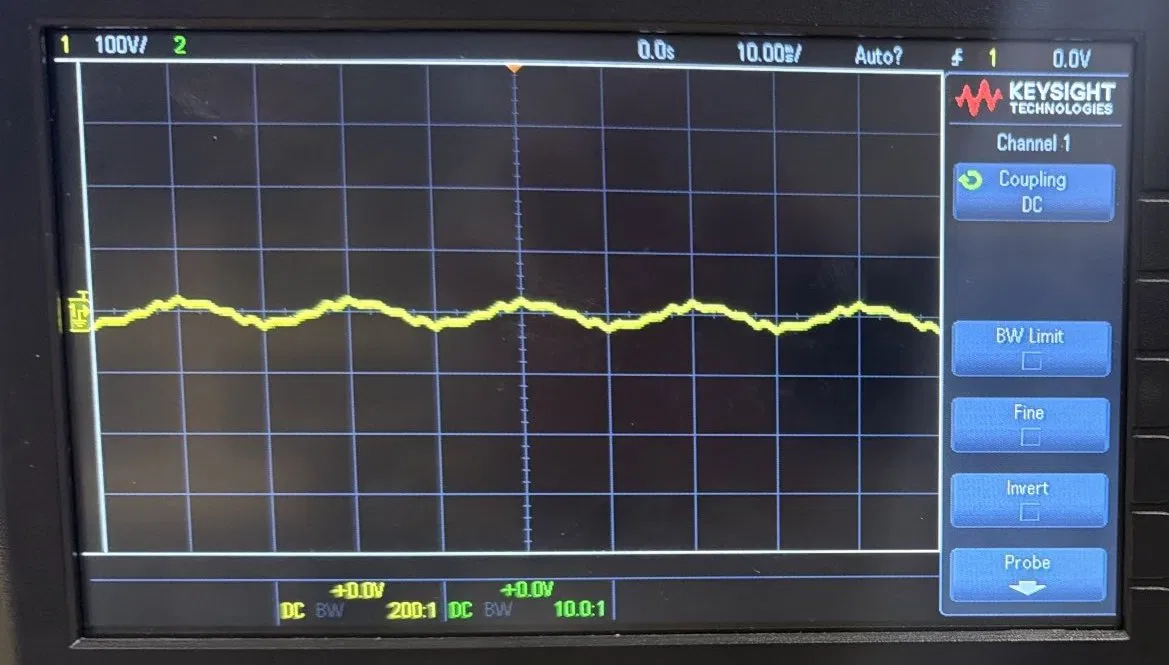 1 100V/ 2 0.0s 10.00ms/ Auto? 1 0.0V
KEYSIGHT
TECHNOLOGIES
Channel 1
Coupling
DC
BW Limit
Fine
Invert
Probe
+0.0V +0.0V
DC BW 200:1 DC BW 10.0:1